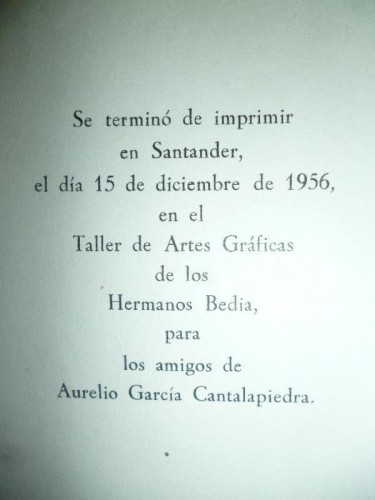 Se terminó de imprimir
en Santander,
el día 15 de diciembre de 1956,
en el
Taller de Artes Gráficas
de los
Hermanos Bedia,
para
los amigos de
Aurelio García Cantalapiedra.